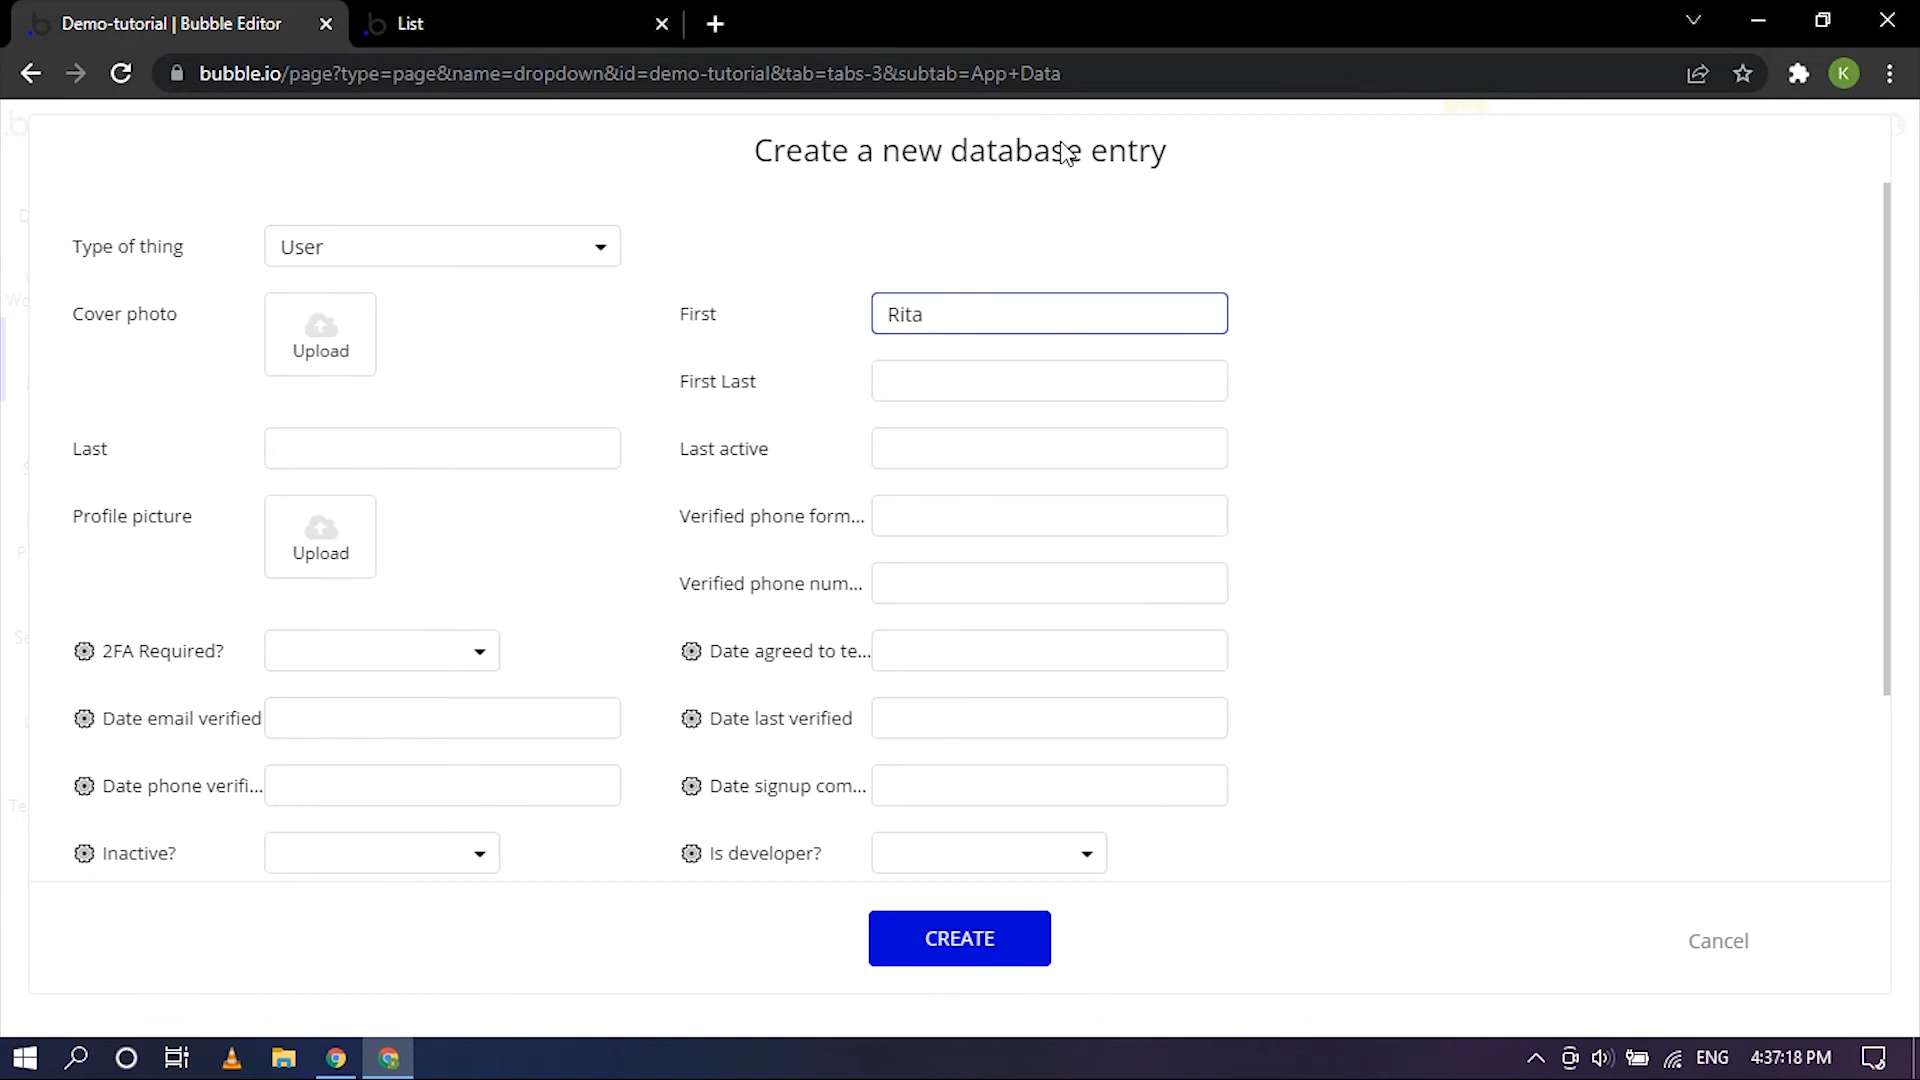 Demo-tutorial | Bubble Editor
List
bubble.io/page?type=page&name=dropdown&id=demo-tutorial&tab=tabs-3&subtab=App+Data
K
Create a new database entry
Type of thing
User
Cover photo
Upload
First
Rita
First Last
Last
Last active
Profile picture
Upload
Verified phone form...
Verified phone num...
2FA Required?
Date agreed to te...
Date email verified
Date last verified
Date phone verifi...
Date signup com...
Inactive?
Is developer?
CREATE
Cancel
ENG
4:37:18 PM